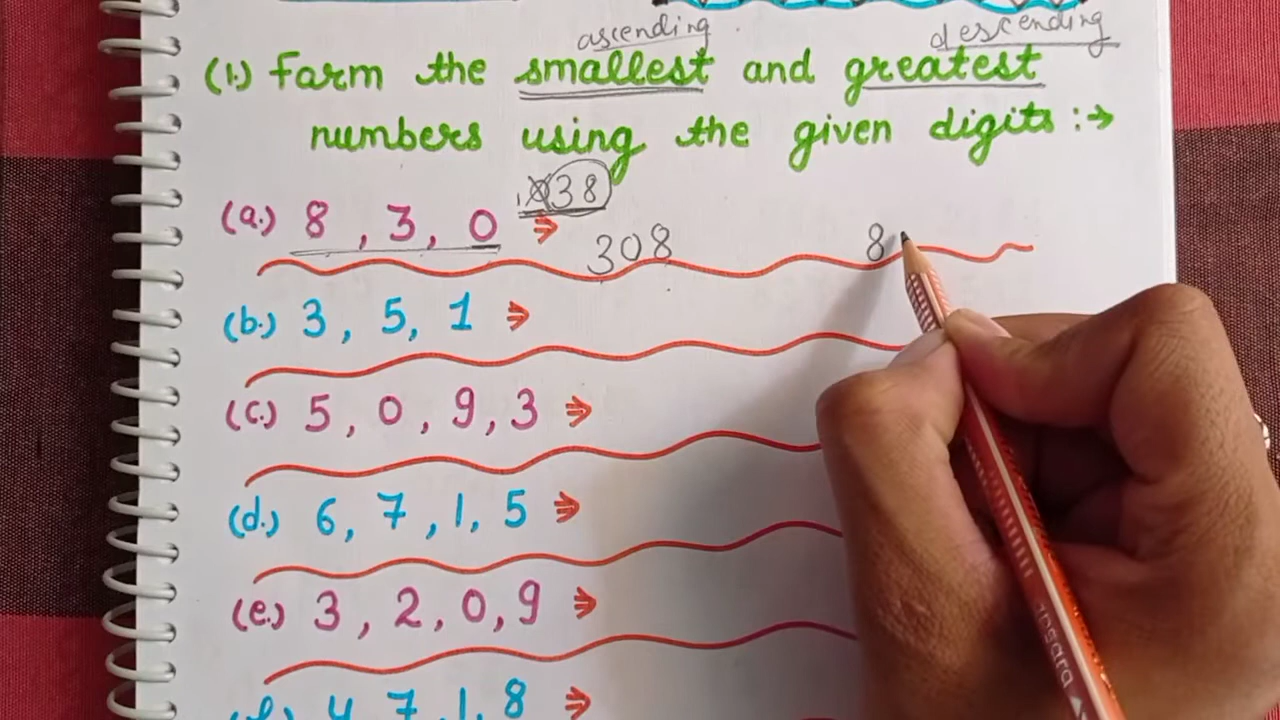 ascending descending
(1.) Farm the smallest and greatest
numbers using the given digits :→
038
(a.) 8 , 3 , 0 ⇒ 308 8
(b.) 3 , 5 , 1 ⇒
(c.) 5 , 0 , 9 , 3 ⇒
(d.) 6 , 7 , 1 , 5 ⇒
(e.) 3 , 2 , 0 , 9 ⇒
(f.) 4 7 , 1 , 8 ⇒
apsara